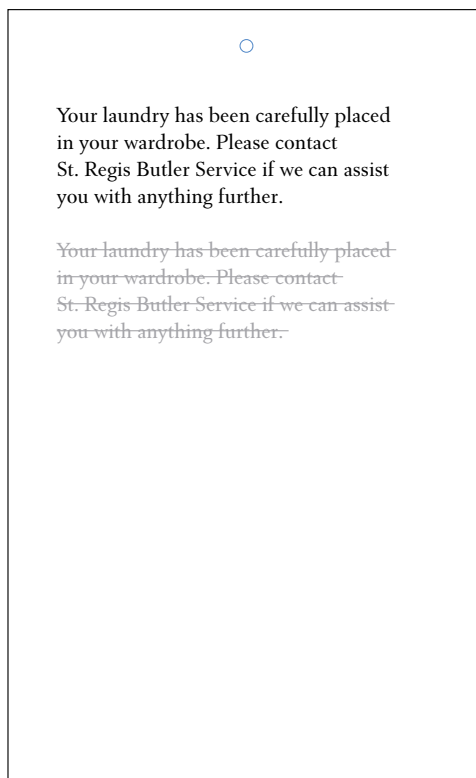 Your laundry has been carefully placed
in your wardrobe. Please contact
St. Regis Butler Service if we can assist
you with anything further.
Your laundry has been carefully placed
in your wardrobe. Please contact
St. Regis Butler Service if we can assist
you with anything further.